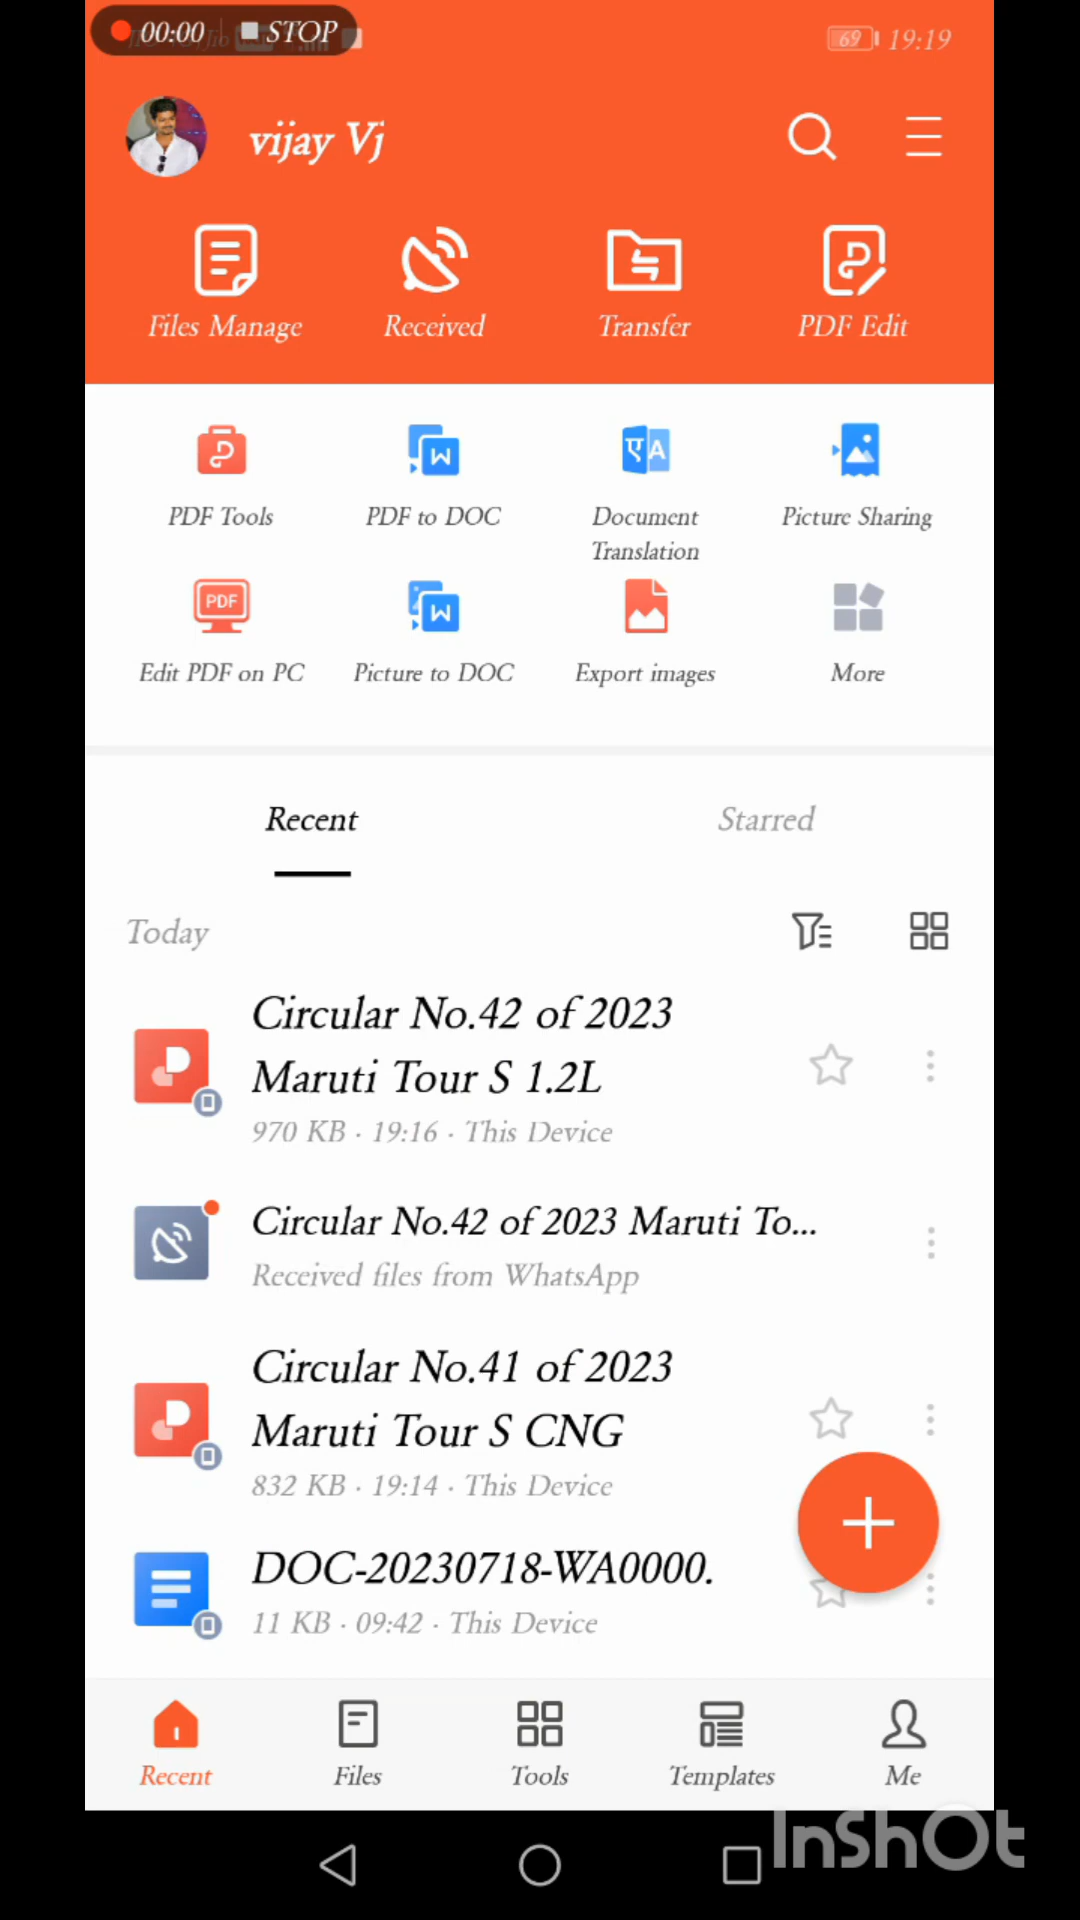 00:00 STOP
69 19:19
vijay Vj
Files Manage Received Transfer PDF Edit
PDF Tools PDF to DOC Document Translation Picture Sharing
PDF
Edit PDF on PC Picture to DOC Export images More
Recent Starred
Today
Circular No.42 of 2023
Maruti Tour S 1.2L
970 KB · 19:16 · This Device
Circular No.42 of 2023 Maruti To...
Received files from WhatsApp
Circular No.41 of 2023
Maruti Tour S CNG
832 KB · 19:14 · This Device
DOC-20230718-WA0000.
11 KB · 09:42 · This Device
Recent Files Tools Templates Me
InShOt